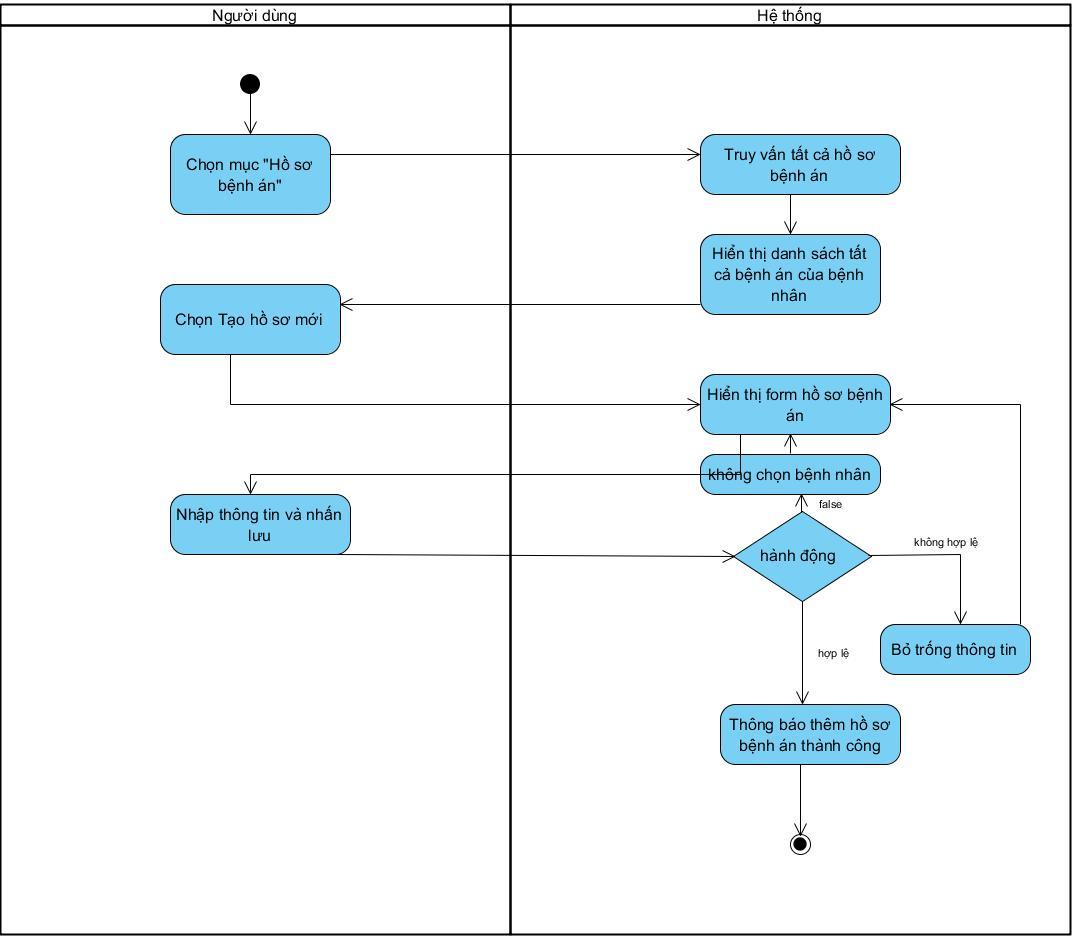 Người dùng
Hệ thống
Chọn mục "Hồ sơ
bệnh án"
Truy vấn tất cả hồ sơ
bệnh án
Hiển thị danh sách tất
cả bệnh án của bệnh
nhân
Chọn Tạo hồ sơ mới
Hiển thị form hồ sơ bệnh
án
không chọn bệnh nhân
false
Nhập thông tin và nhấn
lưu
hành động
không hợp lệ
Bỏ trống thông tin
hợp lệ
Thông báo thêm hồ sơ
bệnh án thành công